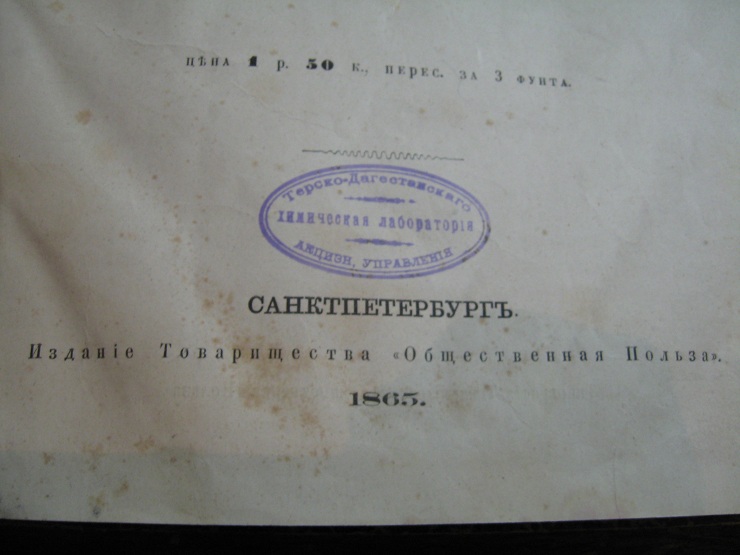 цѣна 1 р. 50 к., перес. за 3 фунта.
Терско-Дагестанскаго
Химическая лабораторія
АКЦИЗН. УПРАВЛЕНІЯ
САНКТПЕТЕРБУРГЪ.
Изданіе Товарищества «Общественная Польза».
1865.